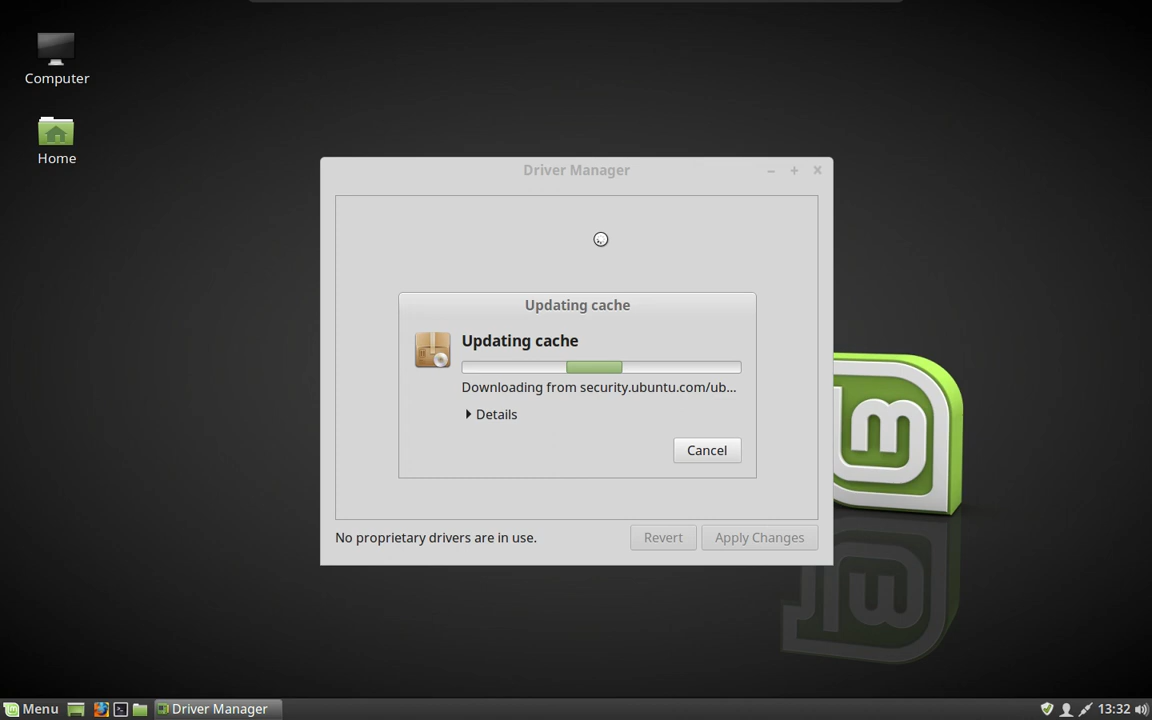 Computer
Home
Driver Manager
Updating cache
Updating cache
Downloading from security.ubuntu.com/ub...
Details
Cancel
No proprietary drivers are in use.
Revert
Apply Changes
Menu
Driver Manager
13:32